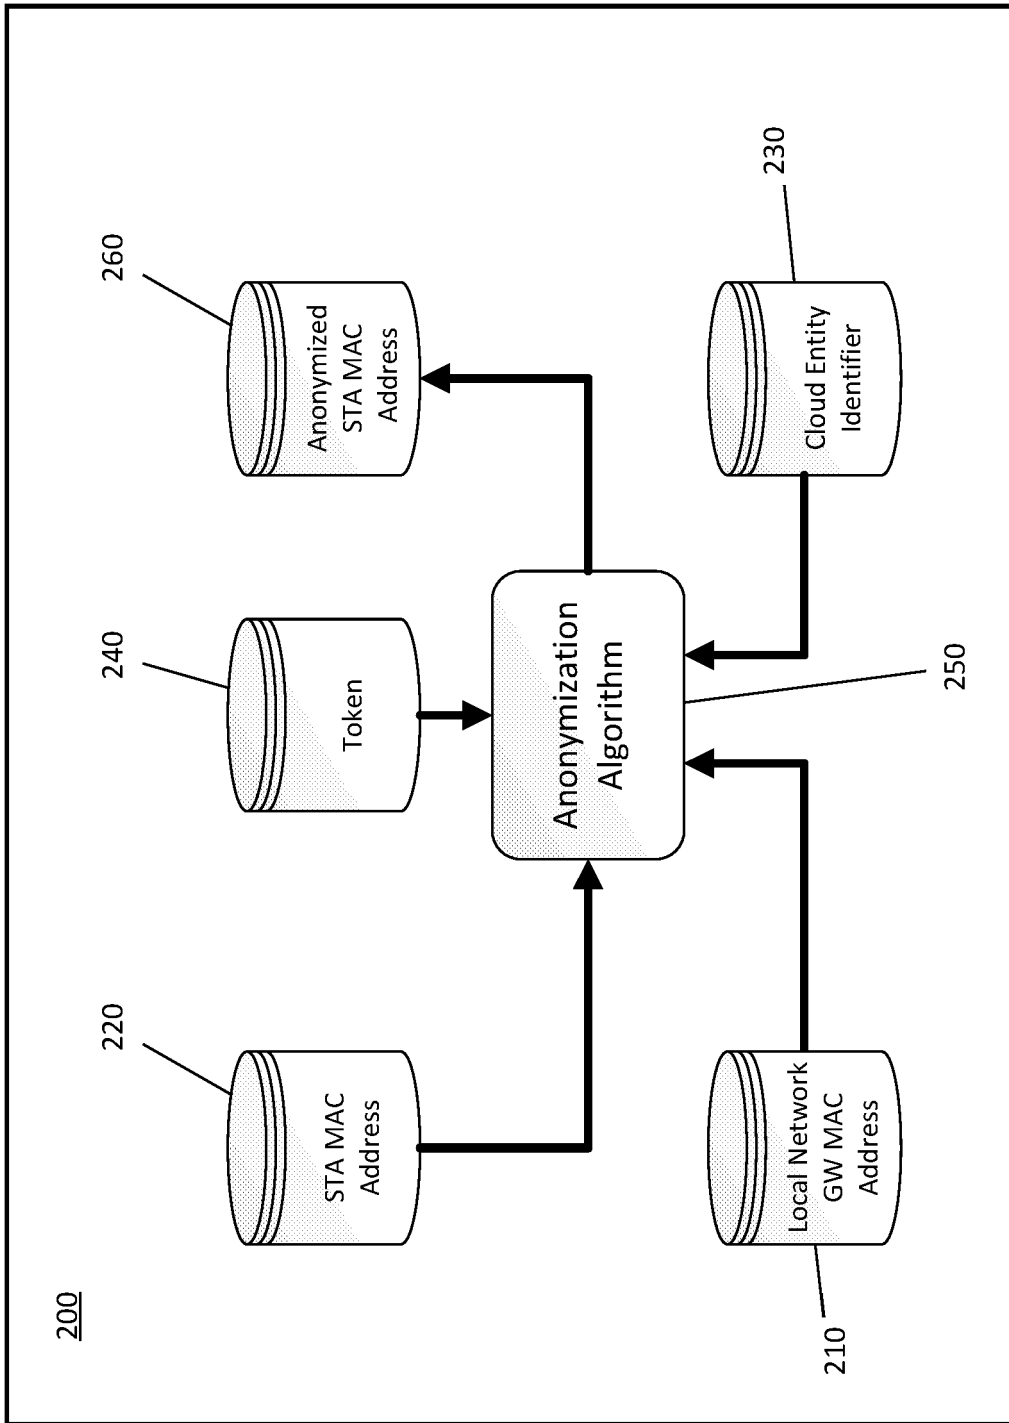 200
220
STA MAC
Address
240
Token
260
Anonymized
STA MAC
Address
Anonymization
Algorithm
250
210
Local Network
GW MAC
Address
230
Cloud Entity
Identifier